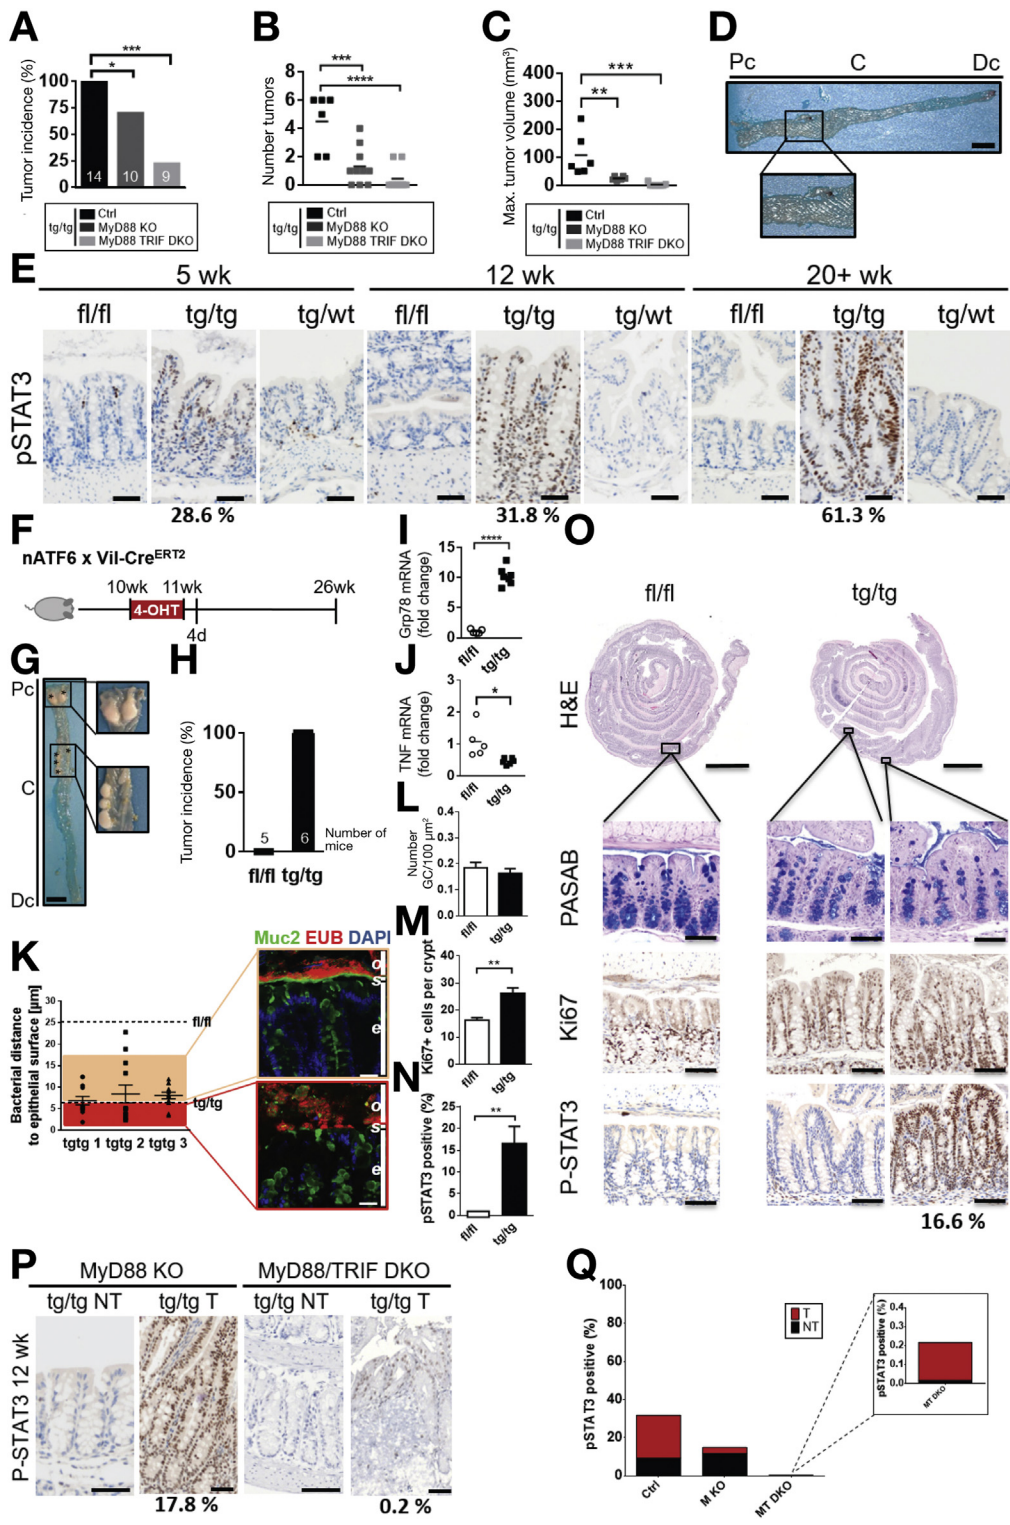 A
Tumor incidence (%)
***
*
100
75
50
25
0
14
10
9
tg/tg
Ctrl
MyD88 KO
MyD88 TRIF DKO
B
Number tumors
***
****
8
6
4
2
0
tg/tg
Ctrl
MyD88 KO
MyD88 TRIF DKO
C
Max. tumor volume (mm³)
***
**
400
300
200
100
0
tg/tg
Ctrl
MyD88 KO
MyD88 TRIF DKO
D
Pc C Dc
E
5 wk 12 wk 20+ wk
fl/fl tg/tg tg/wt fl/fl tg/tg tg/wt fl/fl tg/tg tg/wt
pSTAT3
28.6 % 31.8 % 61.3 %
F
nATF6 x Vil-CreERT2
10wk 11wk 26wk
4-OHT
4d
G
Pc
C
Dc
H
Tumor incidence (%)
100
50
0
5
6
Number of
mice
fl/fl tg/tg
I
Grp78 mRNA
(fold change)
****
15
10
5
0
fl/fl
tg/tg
J
TNF mRNA
(fold change)
*
3
2
1
0
fl/fl
tg/tg
K
Bacterial distance
to epithelial surface [µm]
30
25
20
15
10
5
0
fl/fl
tg/tg
tgtg 1 tgtg 2 tgtg 3
Muc2 EUB DAPI
o
s
e
o
s
e
L
Number
GC/100 µm²
0.4
0.3
0.2
0.1
0.0
fl/fl
tg/tg
M
Ki67+ cells per crypt
**
40
30
20
10
0
fl/fl
tg/tg
N
pSTAT3 positive (%)
**
25
20
15
10
5
0
fl/fl
tg/tg
O
fl/fl tg/tg
H&E
PASAB
Ki67
P-STAT3
16.6 %
P
MyD88 KO MyD88/TRIF DKO
tg/tg NT tg/tg T tg/tg NT tg/tg T
P-STAT3 12 wk
17.8 % 0.2 %
Q
pSTAT3 positive (%)
100
80
60
40
20
0
T
NT
Ctrl
M KO
MT DKO
pSTAT3 positive (%)
0.4
0.3
0.2
0.1
0.0
MT DKO